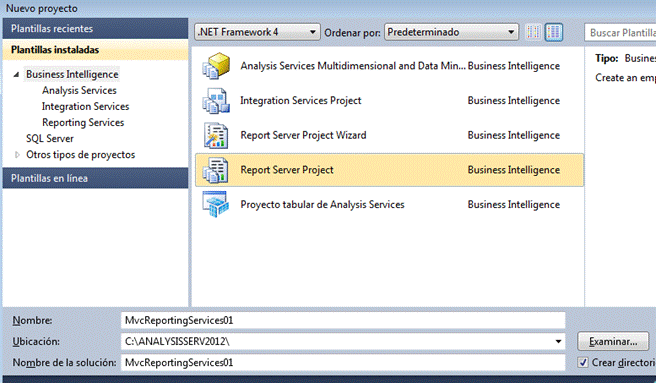 Nuevo proyecto
Plantillas recientes
.NET Framework 4 Ordenar por: Predeterminado Buscar Plantilla
Plantillas instaladas
Business Intelligence
Analysis Services
Integration Services
Reporting Services
SQL Server
Otros tipos de proyectos
Plantillas en línea
Analysis Services Multidimensional and Data Min... Business Intelligence
Integration Services Project Business Intelligence
Report Server Project Wizard Business Intelligence
Report Server Project Business Intelligence
Proyecto tabular de Analysis Services Business Intelligence
Tipo: Busines
Create an emp
Nombre: MvcReportingServices01
Ubicación: C:\ANALYSISSERV2012\ Examinar...
Nombre de la solución: MvcReportingServices01 Crear directori